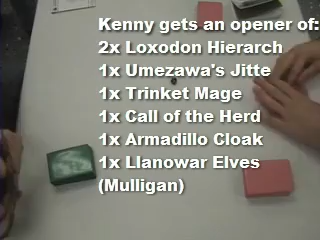 Kenny gets an opener of:
2x Loxodon Hierarch
1x Umezawa's Jitte
1x Trinket Mage
1x Call of the Herd
1x Armadillo Cloak
1x Llanowar Elves
(Mulligan)